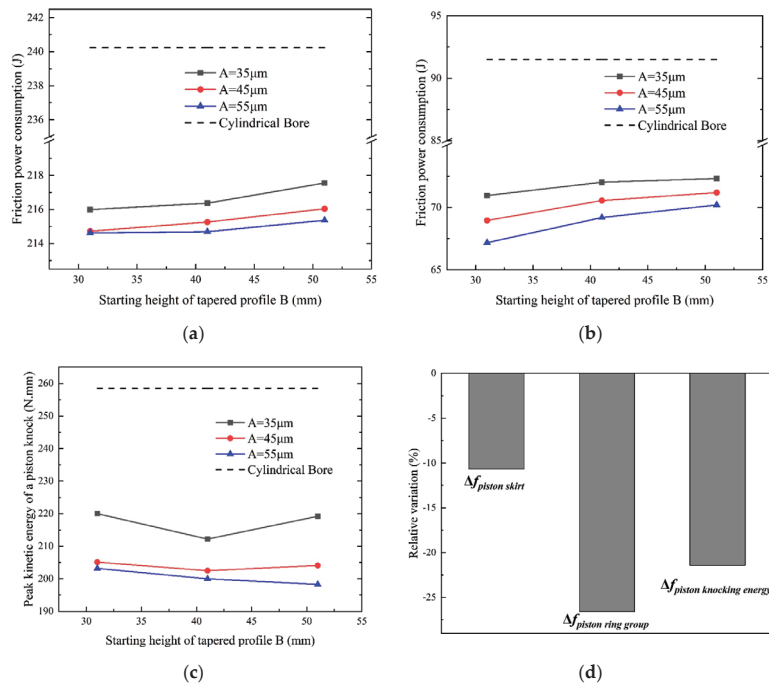 Friction power consumption (J)
242
240
238
236
218
216
214
A=35μm
A=45μm
A=55μm
Cylindrical Bore
30 35 40 45 50 55
Starting height of tapered profile B (mm)
(a)
Friction power consumption (J)
95
90
85
70
65
A=35μm
A=45μm
A=55μm
Cylindrical Bore
30 35 40 45 50 55
Starting height of tapered profile B (mm)
(b)
Peak kinetic energy of a piston knock (N.mm)
260
250
240
230
220
210
200
190
A=35μm
A=45μm
A=55μm
Cylindrical Bore
30 35 40 45 50 55
Starting height of tapered profile B (mm)
(c)
Relative variation (%)
0
-5
-10
-15
-20
-25
Δf piston skirt
Δf piston ring group
Δf piston knocking energy
(d)